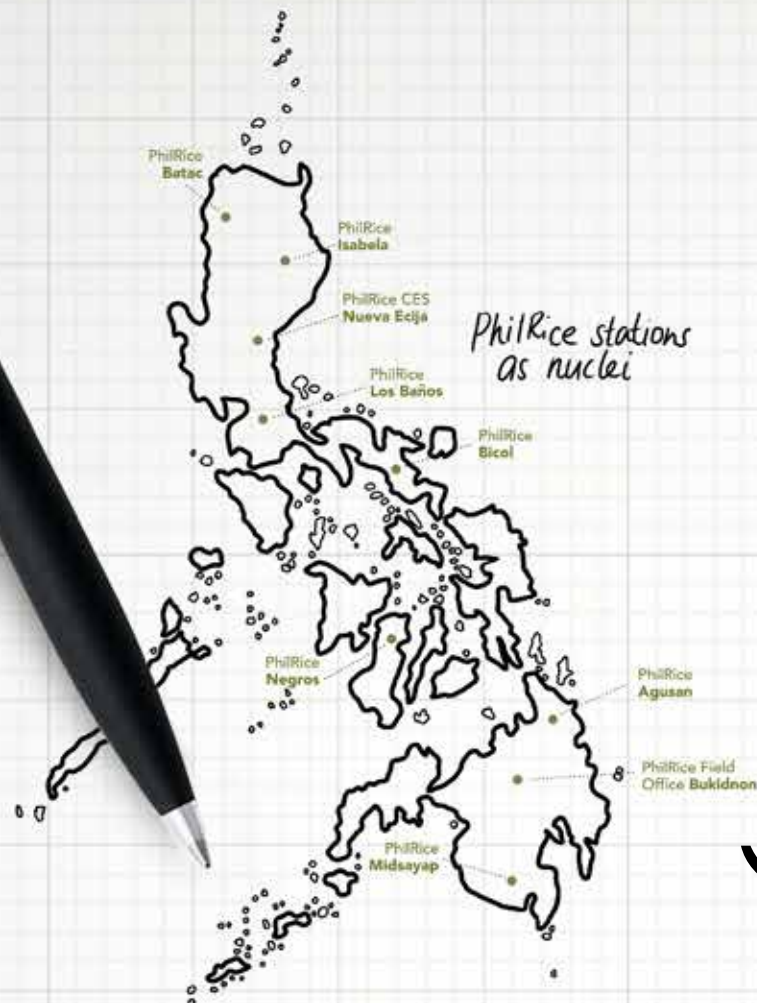 PhilRice
Batac
PhilRice
Isabela
PhilRice CES
Nueva Ecija
PhilRice stations
as nuclei
PhilRice
Los Baños
PhilRice
Bicol
PhilRice
Negros
PhilRice
Agusan
PhilRice Field
Office Bukidnon
PhilRice
Midsayap